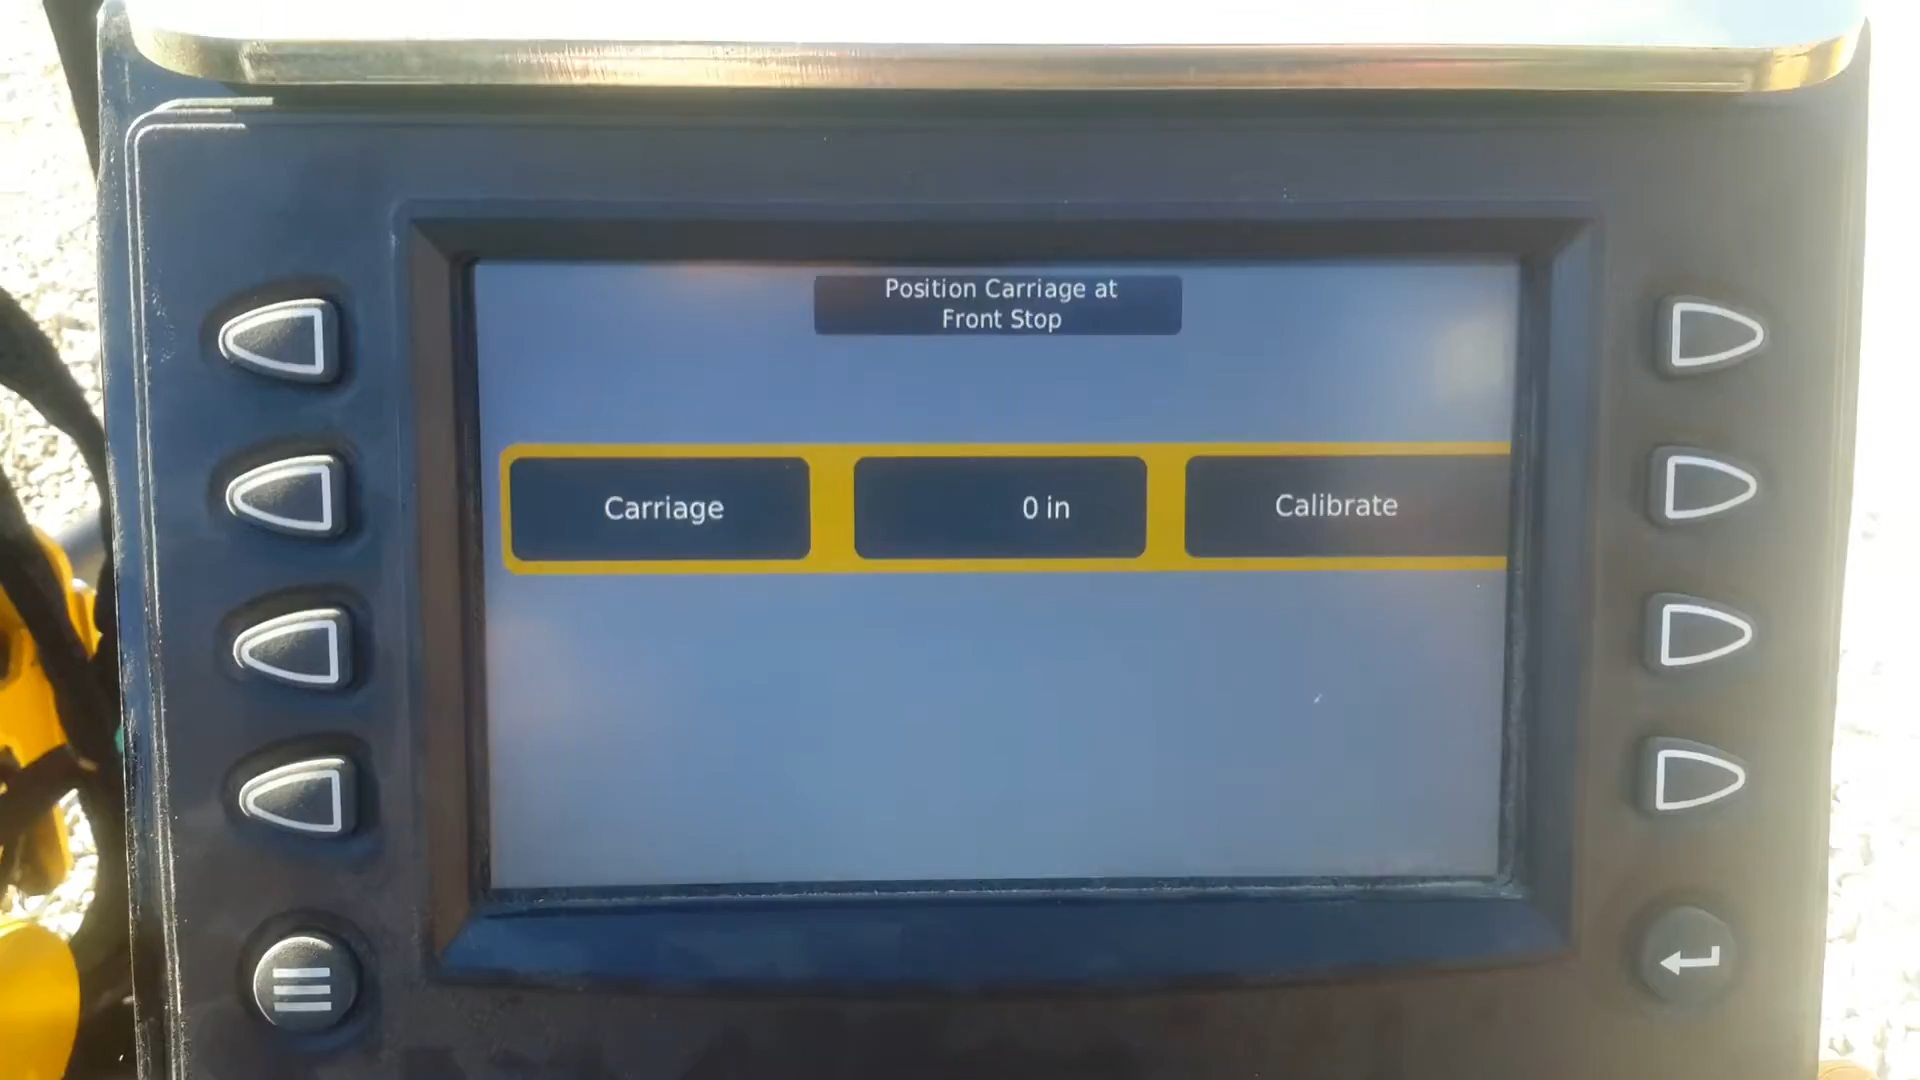 Position Carriage at
Front Stop
Carriage
0 in
Calibrate